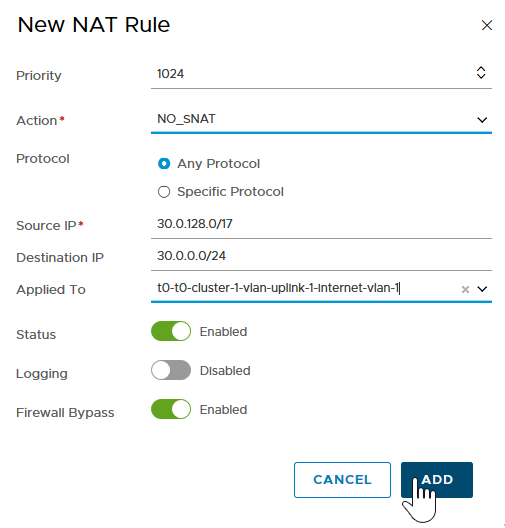 New NAT Rule
Priority 1024
Action* NO_SNAT
Protocol Any Protocol
Specific Protocol
Source IP* 30.0.128.0/17
Destination IP 30.0.0.0/24
Applied To t0-t0-cluster-1-vlan-uplink-1-internet-vlan-1
Status Enabled
Logging Disabled
Firewall Bypass Enabled
CANCEL ADD